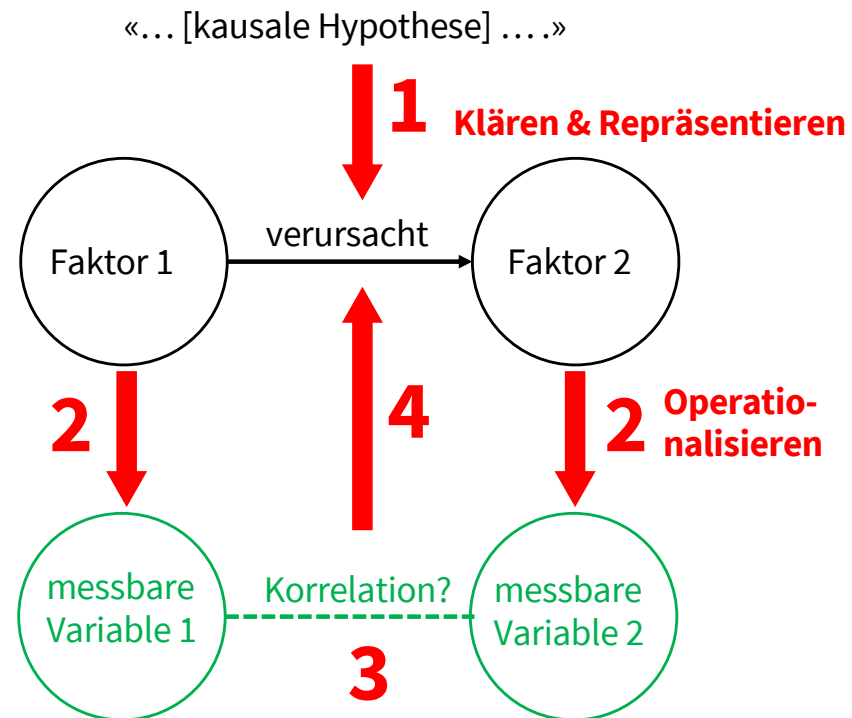 «… [kausale Hypothese] … .»
1 Klären & Repräsentieren
Faktor 1
verursacht
Faktor 2
2
4
2
Operatio-
nalisieren
messbare
Variable 1
Korrelation?
messbare
Variable 2
3